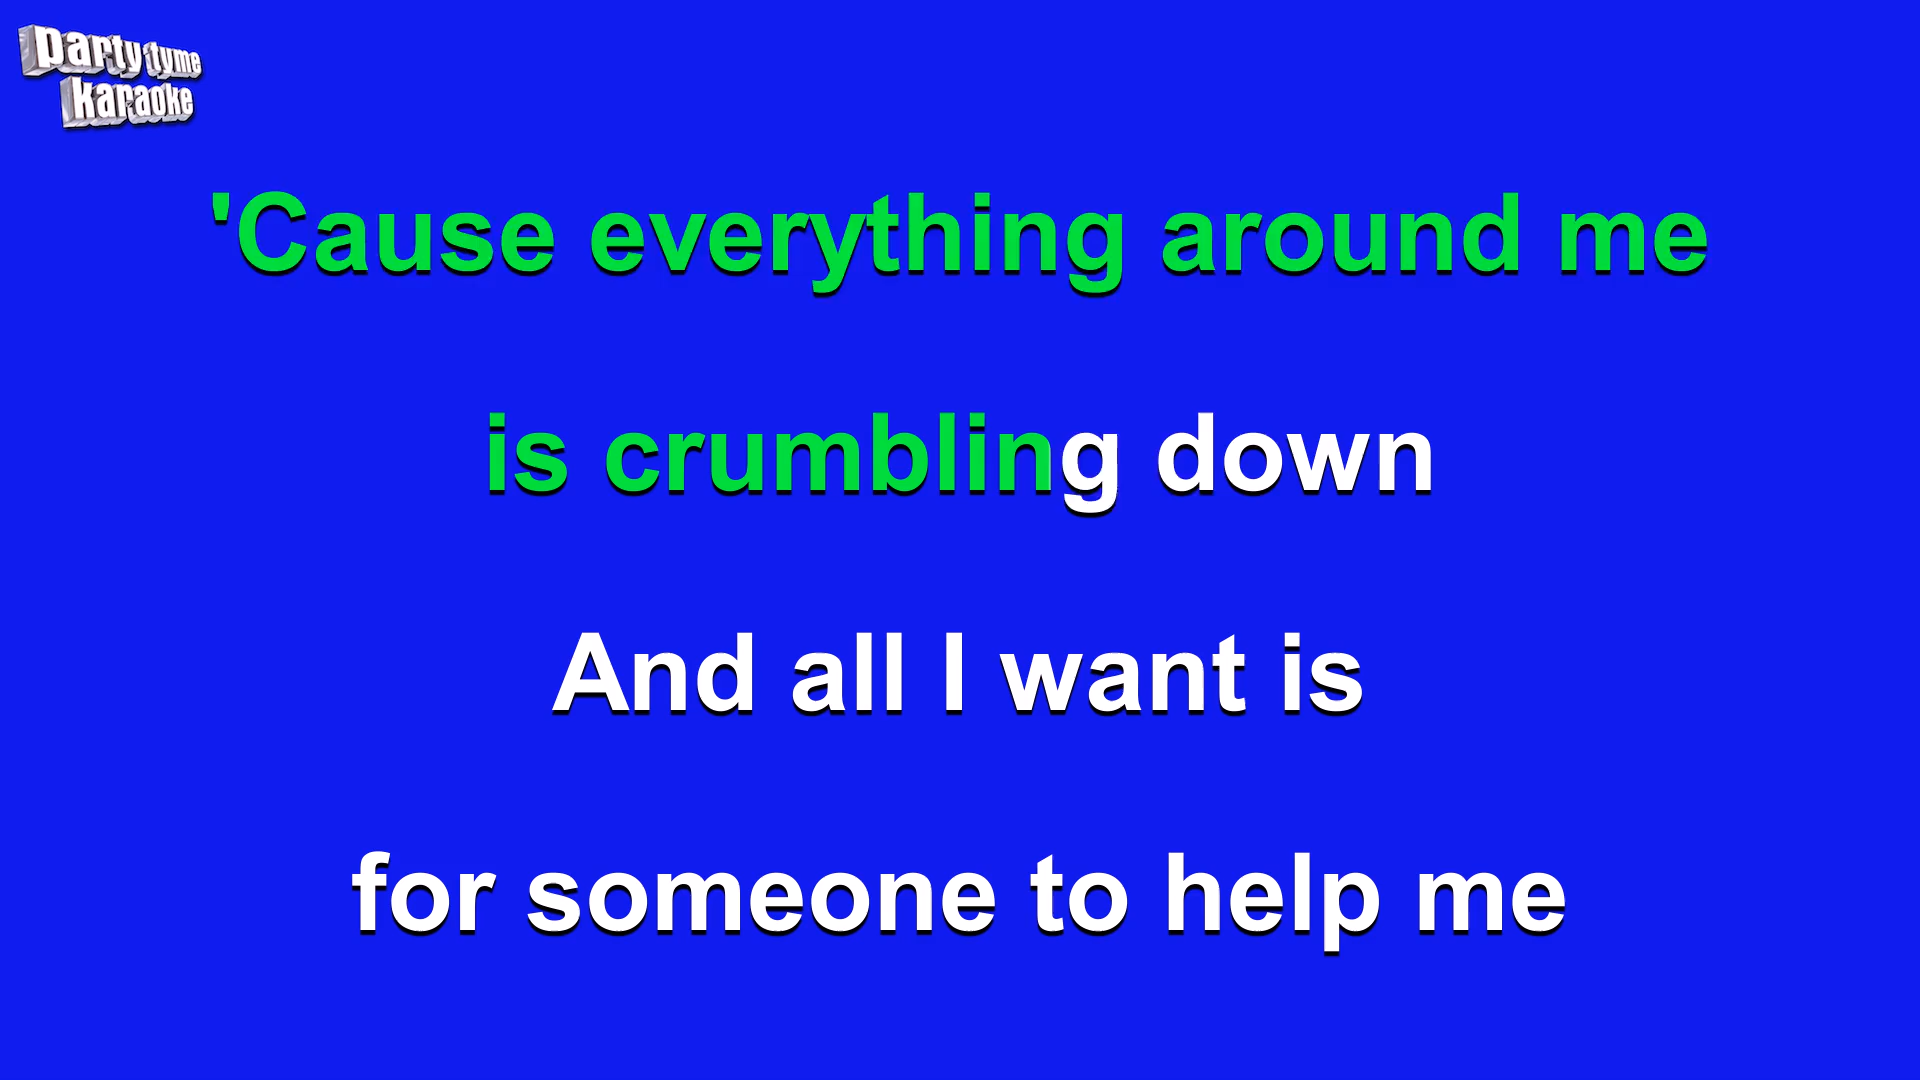 party tyme
karaoke
'Cause everything around me
is crumbling down
And all I want is
for someone to help me